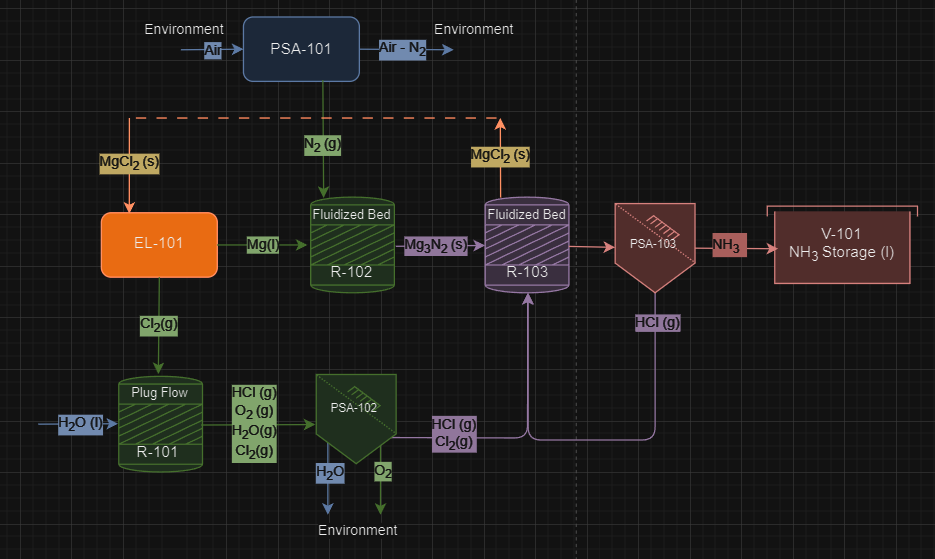 Environment
Environment
Air
PSA-101
Air - N₂
N₂ (g)
MgCl₂ (s)
MgCl₂ (s)
Fluidized Bed
R-102
Fluidized Bed
R-103
EL-101
Mg(l)
Mg₃N₂ (s)
PSA-103
NH₃
V-101
NH₃ Storage (l)
Cl₂(g)
HCl (g)
Plug Flow
R-101
H₂O (l)
HCl (g)
O₂ (g)
H₂O(g)
Cl₂(g)
PSA-102
HCl (g)
Cl₂(g)
H₂O
O₂
Environment